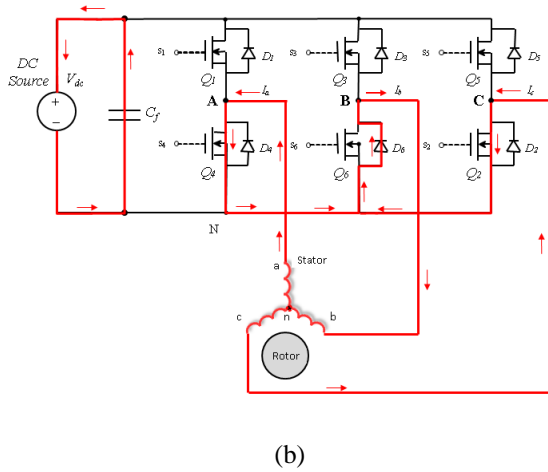 S1
Q1
D1
S3
Q3
D3
S5
Q5
D5
DC
Source
Vdc
+
−
Cf
A
Ia
B
Ib
C
Ic
S4
Q4
D4
S6
Q6
D6
S2
Q2
D2
N
a
Stator
c
n
b
Rotor
(b)